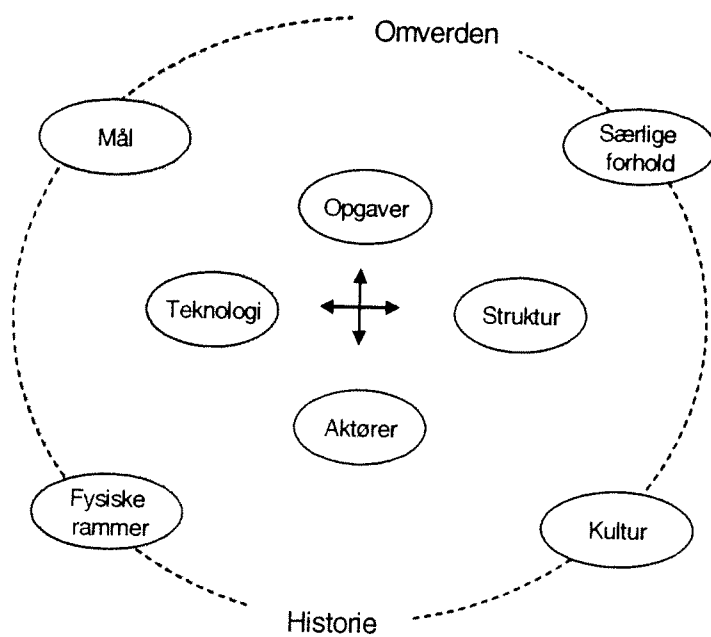 Omverden
Mål
Særlige
forhold
Opgaver
Teknologi
Struktur
Aktører
Fysiske
rammer
Kultur
Historie